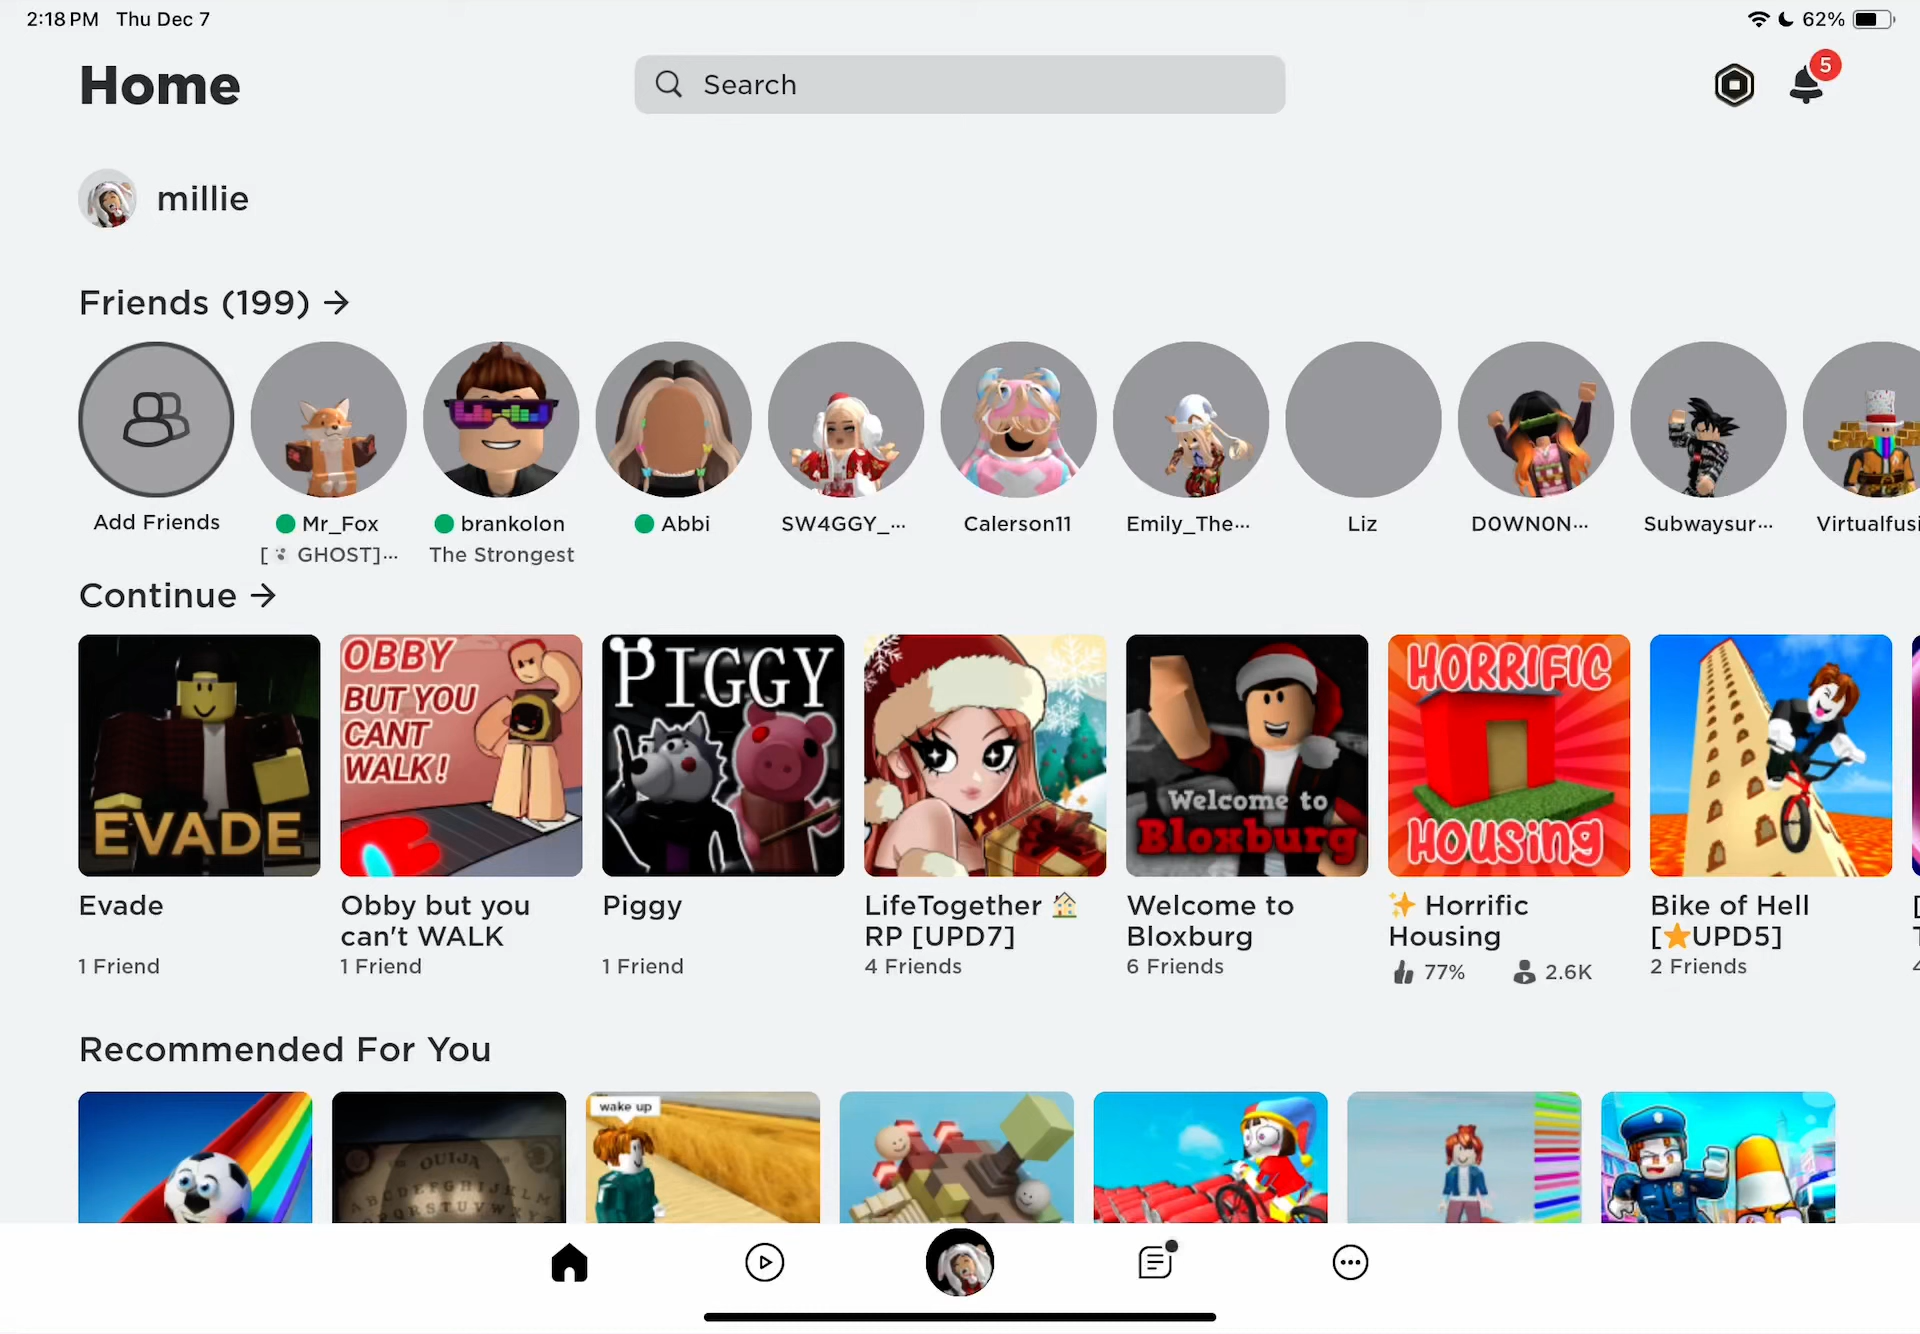 2:18 PM Thu Dec 7
62%
Home
Search
5
millie
Friends (199) →
Add Friends
Mr_Fox
brankolon
Abbi
SW4GGY_...
Calerson11
Emily_The...
Liz
D0WN0N...
Subwaysur...
Virtualfusi
[ GHOST]...
The Strongest
Continue →
EVADE
OBBY
BUT YOU
CANT
WALK!
PIGGY
Welcome to
Bloxburg
HORRIFIC
HOUSING
Evade
Obby but you
can't WALK
Piggy
LifeTogether 🏠
RP [UPD7]
Welcome to
Bloxburg
✨ Horrific
Housing
Bike of Hell
[⭐UPD5]
1 Friend
1 Friend
1 Friend
4 Friends
6 Friends
77%
2.6K
2 Friends
Recommended For You
OUIJA
ABCDEFGHIJKLM
wake up